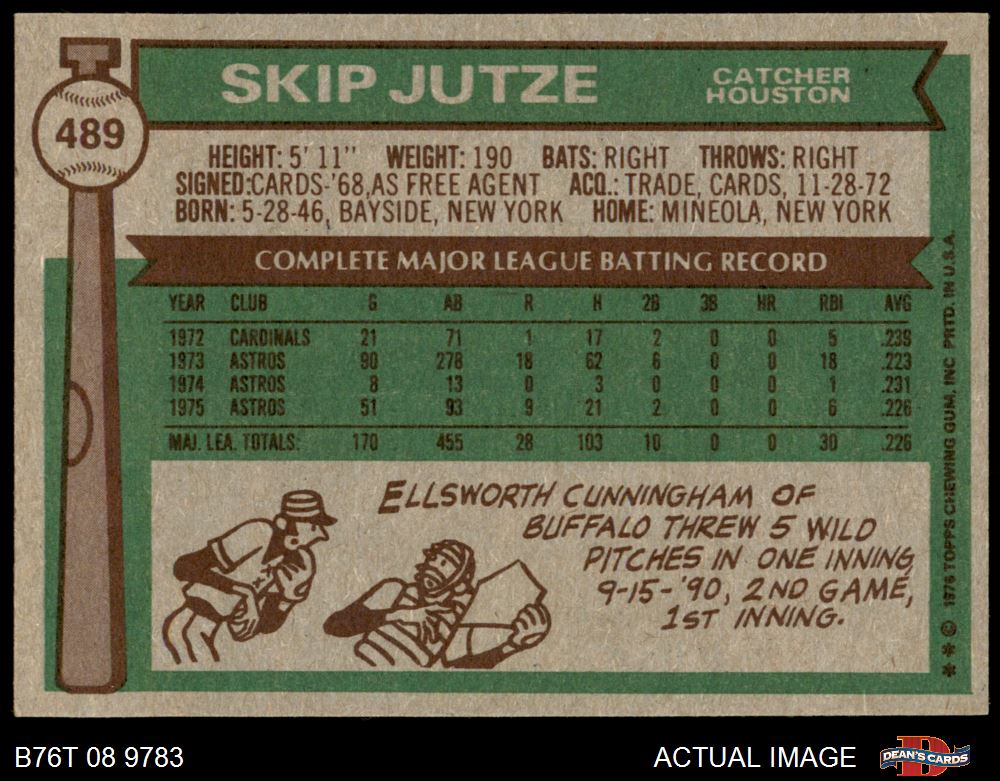 489
SKIP JUTZE
CATCHER
HOUSTON
HEIGHT: 5' 11" WEIGHT: 190 BATS: RIGHT THROWS: RIGHT
SIGNED:CARDS-'68,AS FREE AGENT ACQ.: TRADE, CARDS, 11-28-72
BORN: 5-28-46, BAYSIDE, NEW YORK HOME: MINEOLA, NEW YORK
COMPLETE MAJOR LEAGUE BATTING RECORD
YEAR CLUB G AB R H 2B 3B HR RBI AVG
1972 CARDINALS 21 71 1 17 2 0 0 5 .239
1973 ASTROS 90 278 18 62 6 0 0 18 .223
1974 ASTROS 8 13 0 3 0 0 0 1 .231
1975 ASTROS 51 93 9 21 2 0 0 6 .226
MAJ. LEA. TOTALS: 170 455 28 103 10 0 0 30 .226
ELLSWORTH CUNNINGHAM OF
BUFFALO THREW 5 WILD
PITCHES IN ONE INNING,
9-15-'90, 2ND GAME,
1ST INNING.
* * © 1976 TOPPS CHEWING GUM, INC PRTD. IN U.S.A.
B76T 08 9783
ACTUAL IMAGE
DEAN'S CARDS